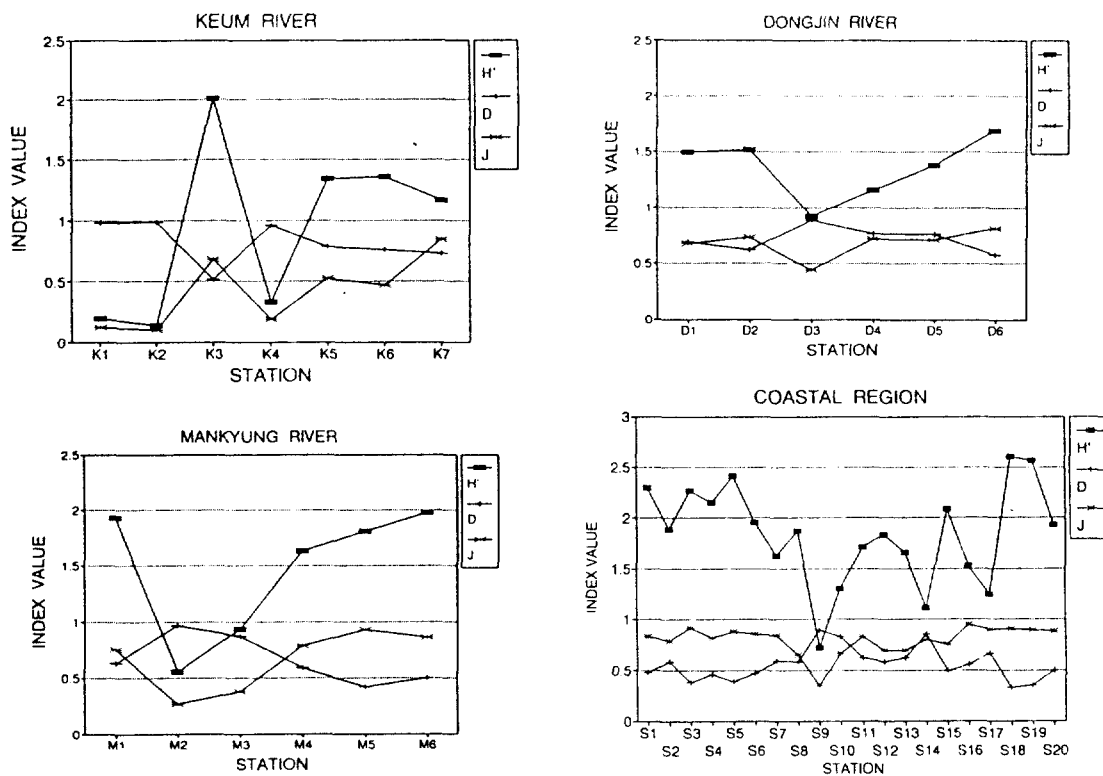 KEUM RIVER
2.5
2
1.5
1
0.5
0
INDEX VALUE
K1 K2 K3 K4 K5 K6 K7
STATION
H'
D
J
DONGJIN RIVER
2.5
2
1.5
1
0.5
0
INDEX VALUE
D1 D2 D3 D4 D5 D6
STATION
H'
D
J
MANKYUNG RIVER
2.5
2
1.5
1
0.5
0
INDEX VALUE
M1 M2 M3 M4 M5 M6
STATION
H'
D
J
COASTAL REGION
3
2.5
2
1.5
1
0.5
0
INDEX VALUE
S1 S3 S5 S7 S9 S11 S13 S15 S17 S19
S2 S4 S6 S8 S10 S12 S14 S16 S18 S20
STATION
H'
D
J